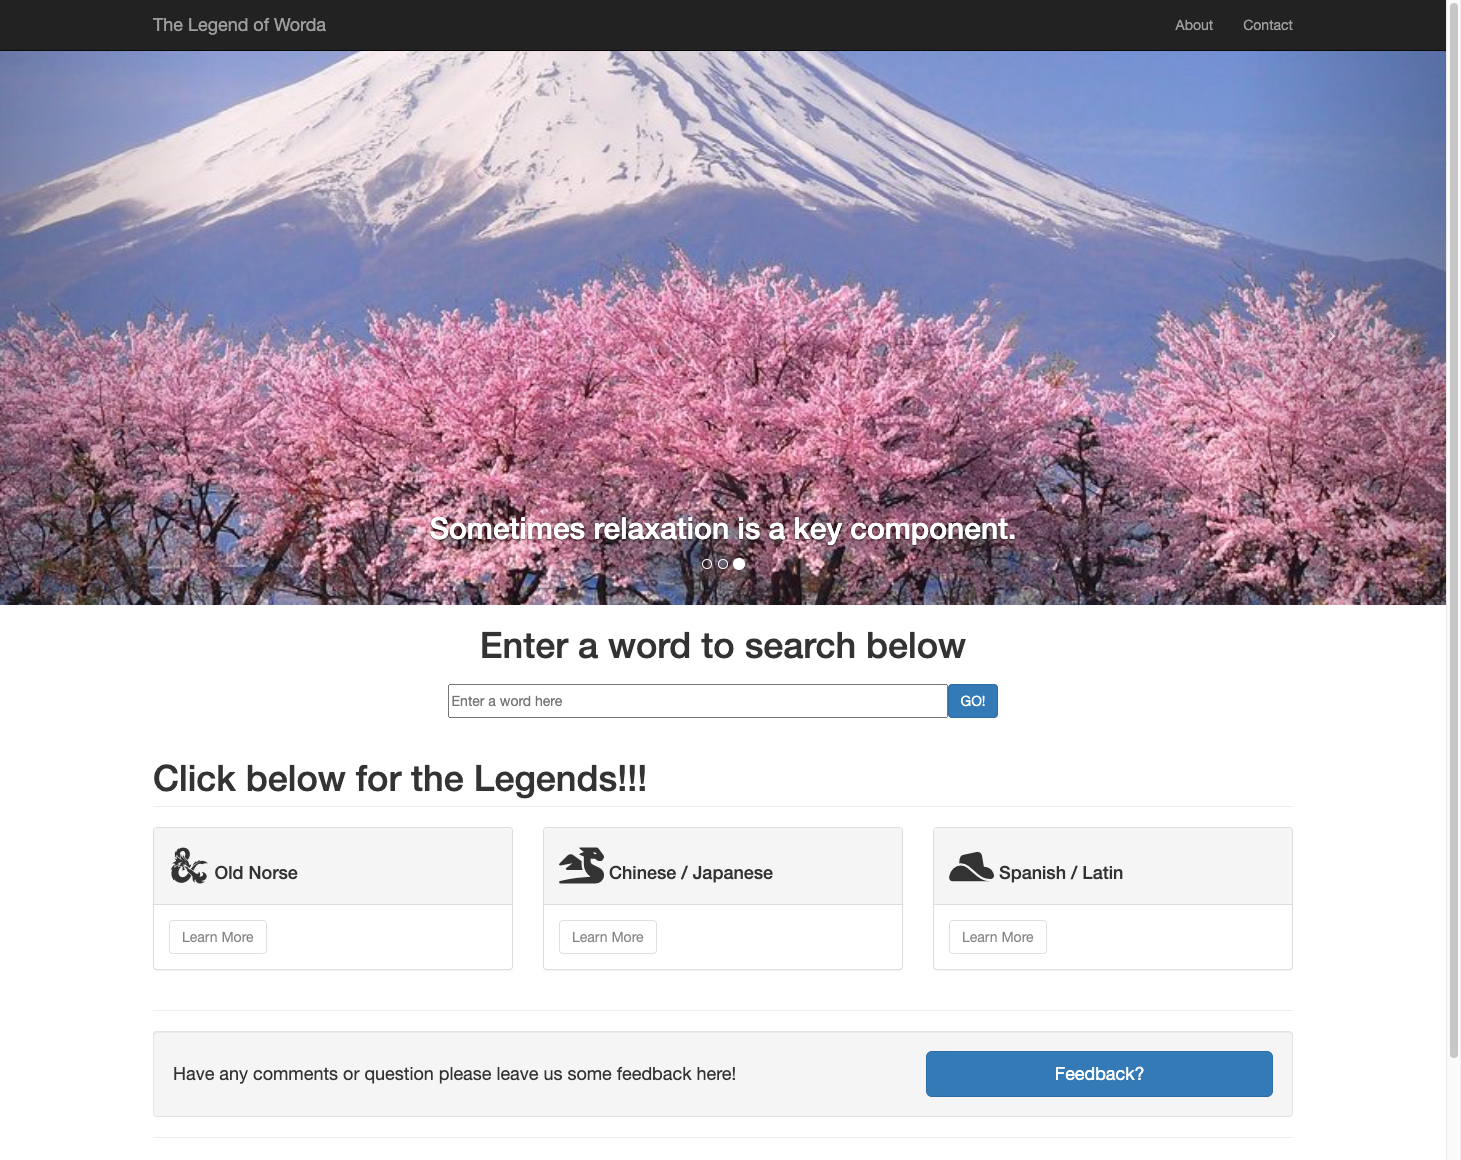 The Legend of Worda
About Contact
Sometimes relaxation is a key component.
Enter a word to search below
Enter a word here GO!
Click below for the Legends!!!
Old Norse
Chinese / Japanese
Spanish / Latin
Learn More
Learn More
Learn More
Have any comments or question please leave us some feedback here!
Feedback?